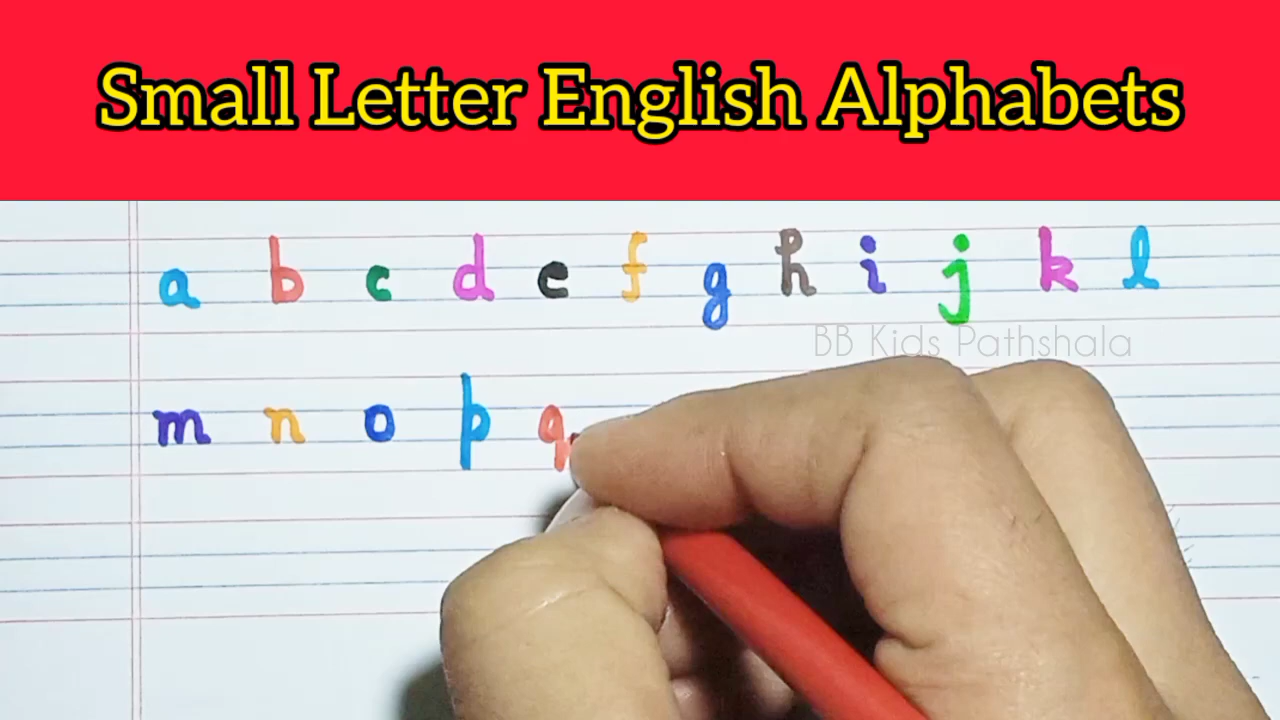 Small Letter English Alphabets
a b c d e f g h i j k l
BB Kids Pathshala
m n o p q